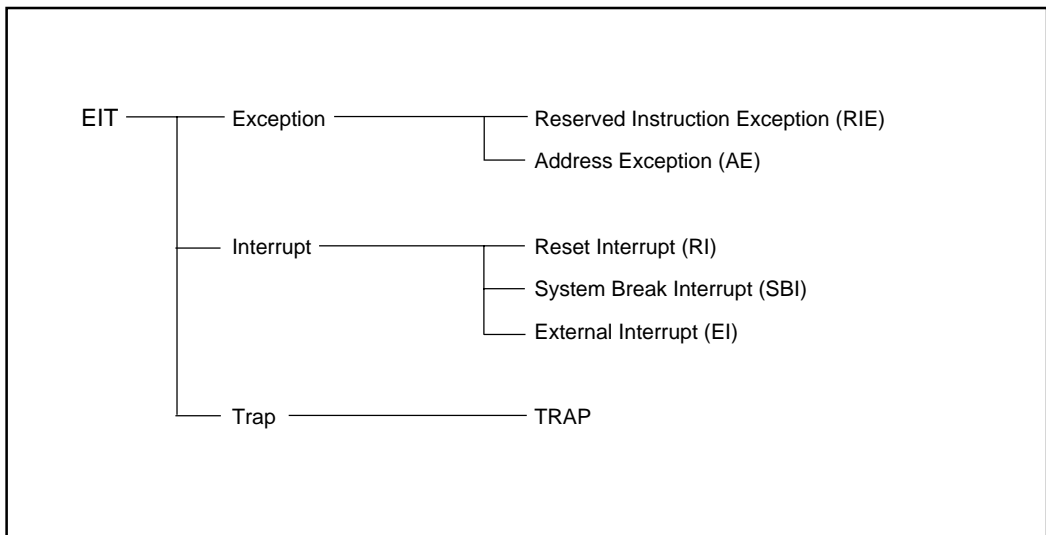 EIT
Exception
Reserved Instruction Exception (RIE)
Address Exception (AE)
Interrupt
Reset Interrupt (RI)
System Break Interrupt (SBI)
External Interrupt (EI)
Trap
TRAP